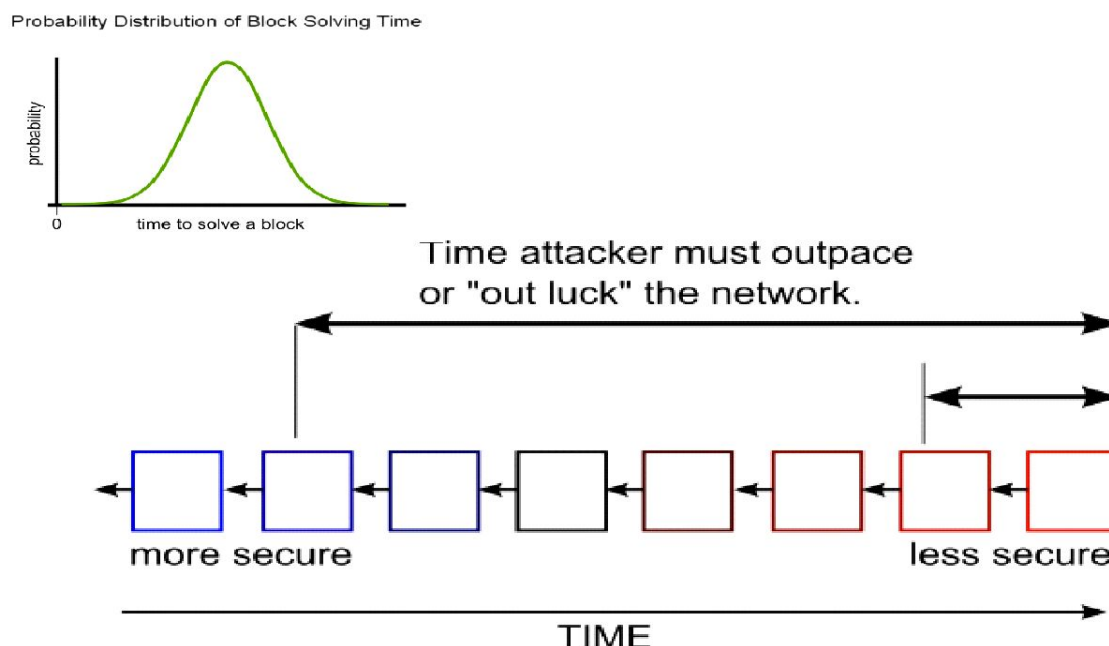 Probability Distribution of Block Solving Time
probability
0
time to solve a block
Time attacker must outpace
or "out luck" the network.
more secure
less secure
TIME